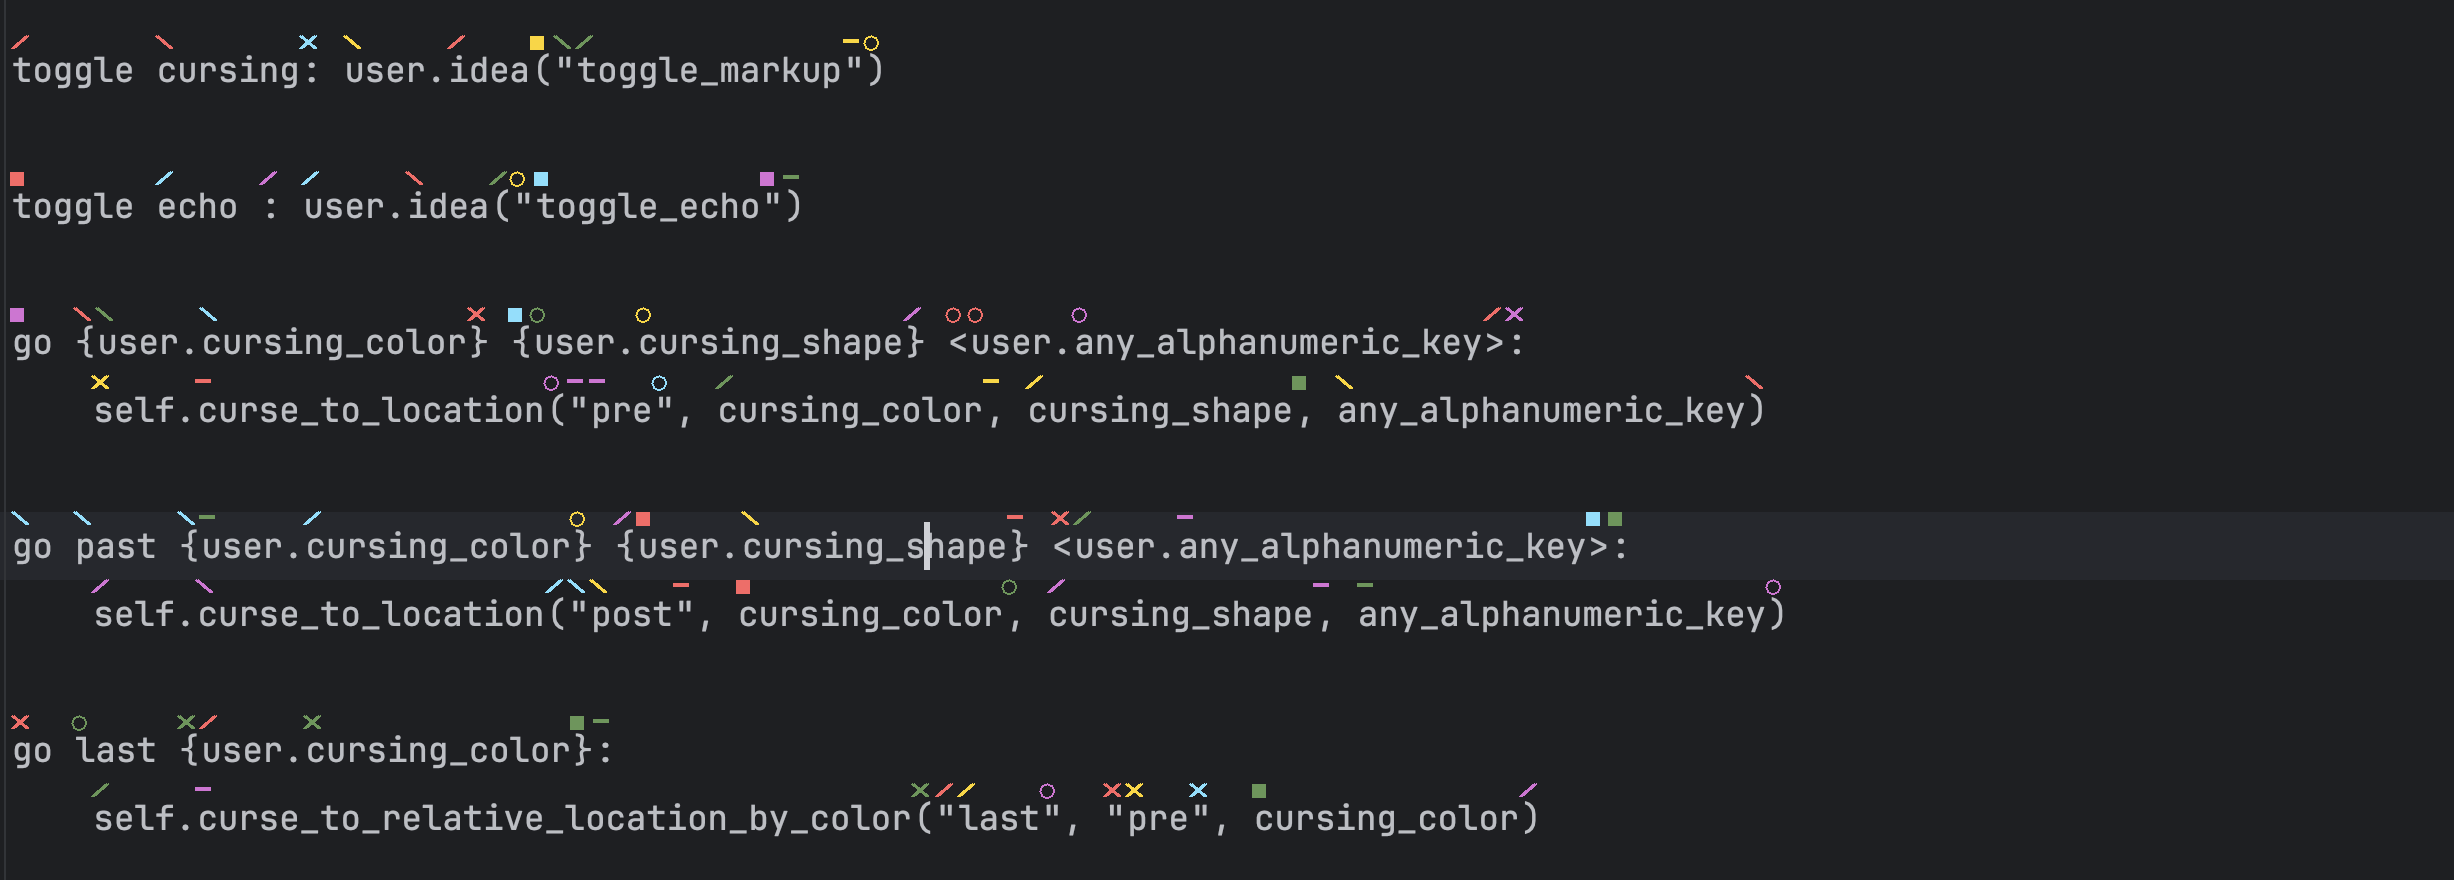 toggle cursing: user.idea("toggle_markup")
toggle echo : user.idea("toggle_echo")
go {user.cursing_color} {user.cursing_shape} <user.any_alphanumeric_key>:
self.curse_to_location("pre", cursing_color, cursing_shape, any_alphanumeric_key)
go past {user.cursing_color} {user.cursing_shape} <user.any_alphanumeric_key>:
self.curse_to_location("post", cursing_color, cursing_shape, any_alphanumeric_key)
go last {user.cursing_color}:
self.curse_to_relative_location_by_color("last", "pre", cursing_color)